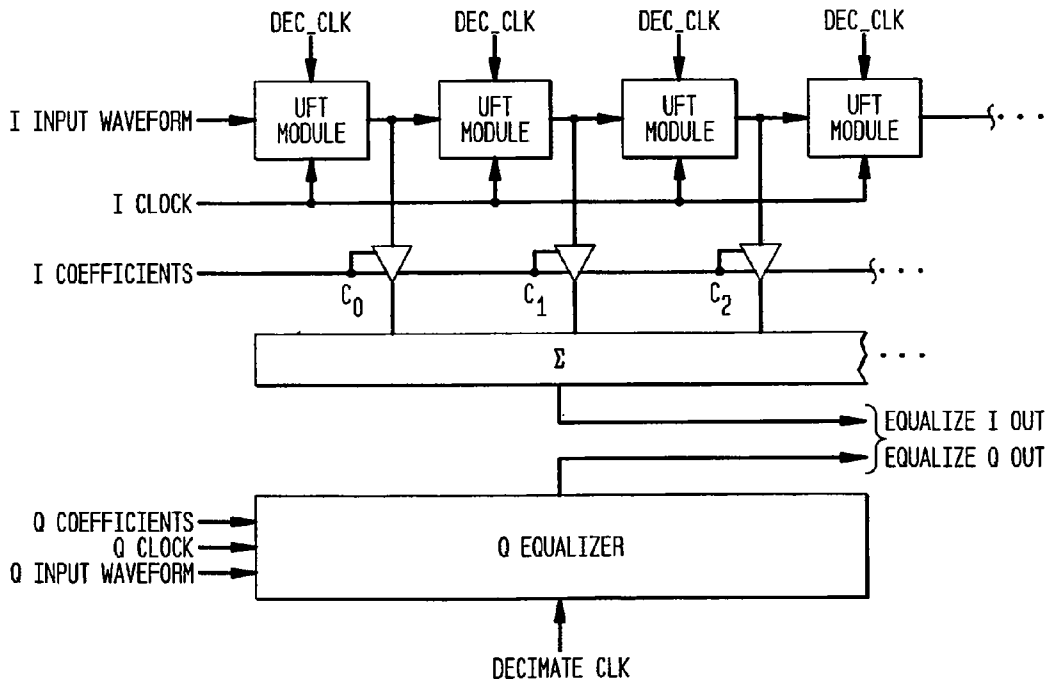 DEC_CLK DEC_CLK DEC_CLK DEC_CLK
I INPUT WAVEFORM
UFT MODULE
UFT MODULE
UFT MODULE
UFT MODULE
...
I CLOCK
I COEFFICIENTS
C0
C1
C2
...
Σ
...
EQUALIZE I OUT
EQUALIZE Q OUT
Q COEFFICIENTS
Q CLOCK
Q INPUT WAVEFORM
Q EQUALIZER
DECIMATE CLK